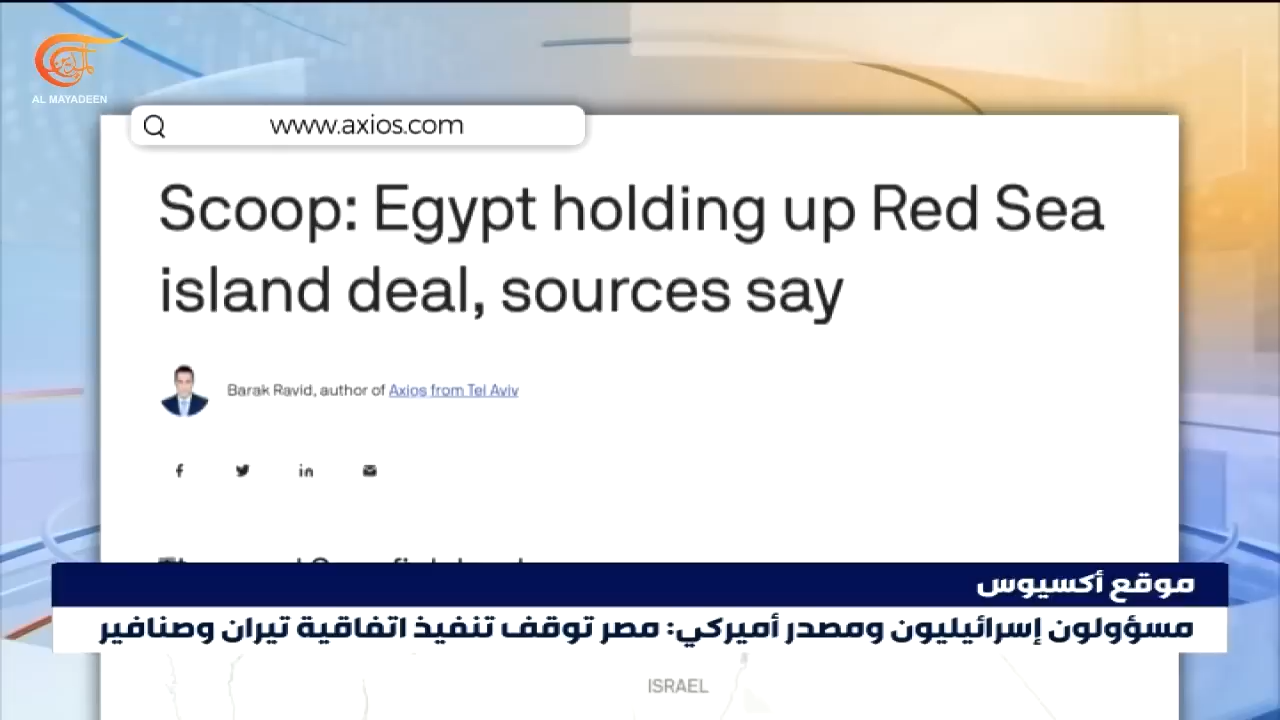 AL MAYADEEN
www.axios.com
Scoop: Egypt holding up Red Sea
island deal, sources say
Barak Ravid, author of Axios from Tel Aviv
موقع أكسيوس
مسؤولون إسرائيليون ومصدر أميركي: مصر توقف تنفيذ اتفاقية تيران وصنافير
ISRAEL